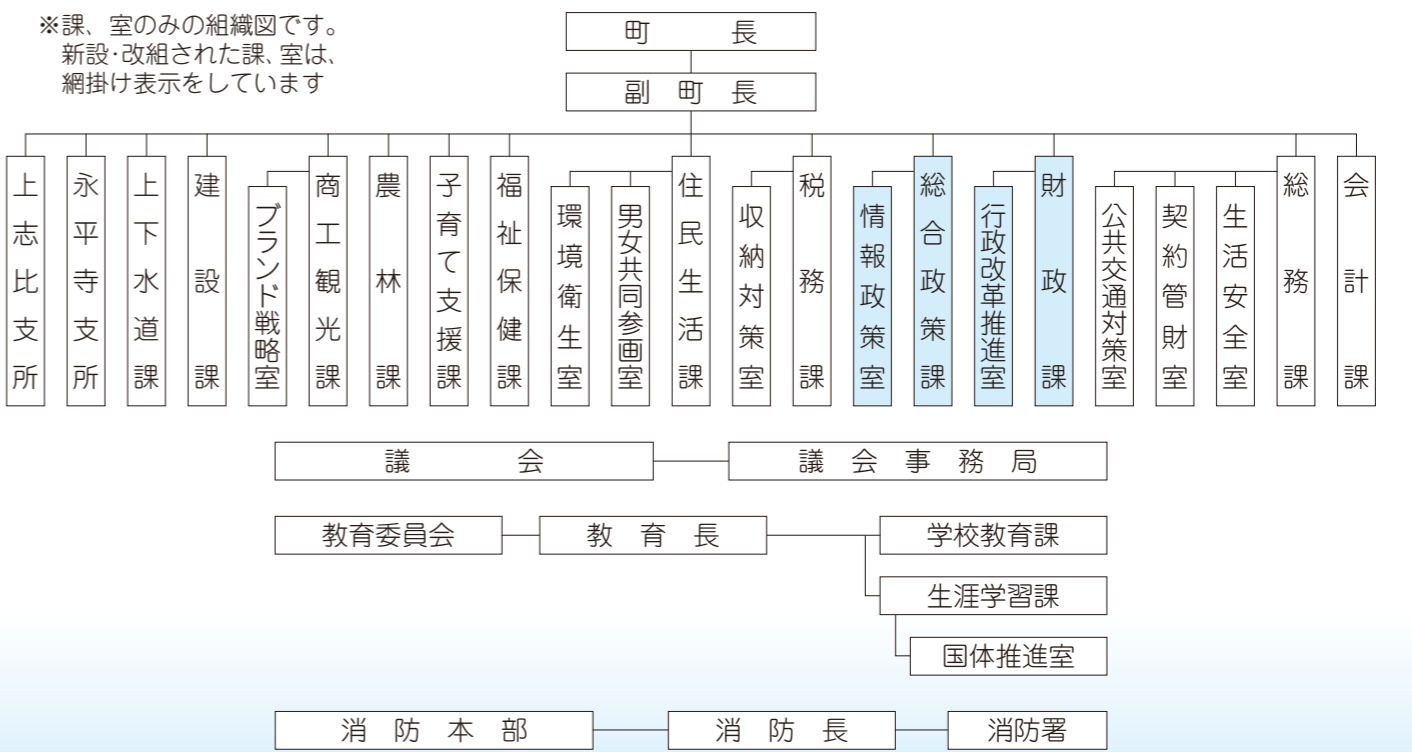 ※課、室のみの組織図です。
新設・改組された課、室は、
網掛け表示をしています
町長
副町長
上志比支所
永平寺支所
上下水道課
建設課
ブランド戦略室
商工観光課
農林課
子育て支援課
福祉保健課
環境衛生室
男女共同参画室
住民生活課
収納対策室
税務課
情報政策室
総合政策課
行政改革推進室
財政課
公共交通対策室
契約管財室
生活安全室
総務課
会計課
議会
議会事務局
教育委員会
教育長
学校教育課
生涯学習課
国体推進室
消防本部
消防長
消防署